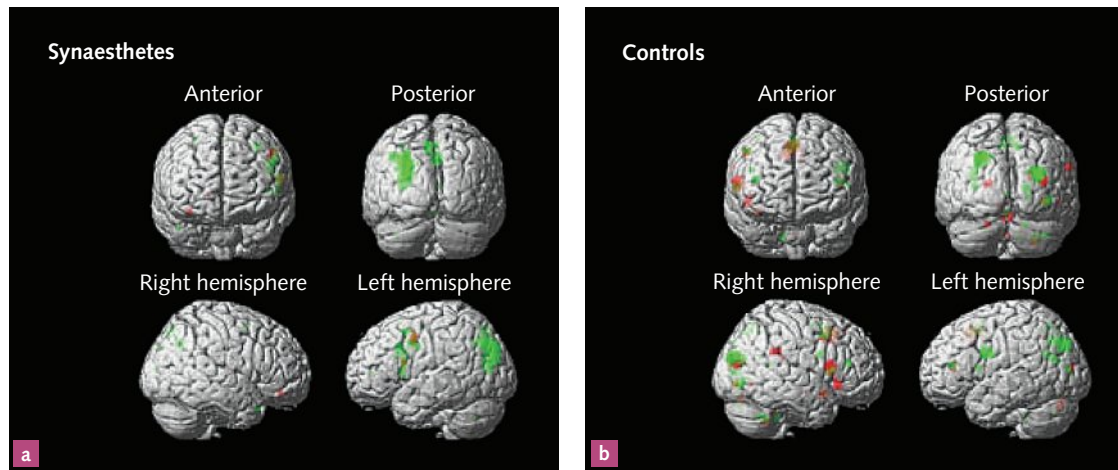 Synaesthetes
Anterior Posterior
Right hemisphere Left hemisphere
a
Controls
Anterior Posterior
Right hemisphere Left hemisphere
b